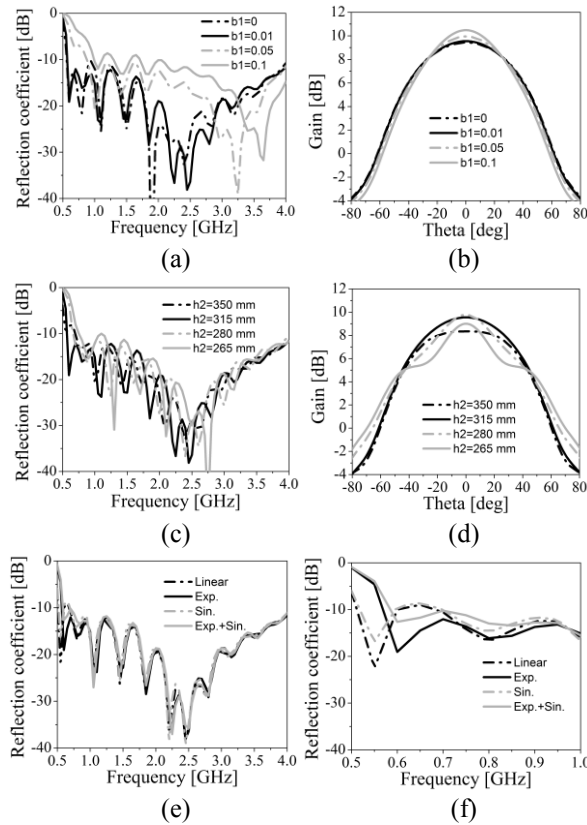 Reflection coefficient [dB]
0
-10
-20
-30
-40
0.5 1.0 1.5 2.0 2.5 3.0 3.5 4.0
Frequency [GHz]
b1=0
b1=0.01
b1=0.05
b1=0.1
(a)
Gain [dB]
12
10
8
6
4
2
0
-2
-4
-80 -60 -40 -20 0 20 40 60 80
Theta [deg]
b1=0
b1=0.01
b1=0.05
b1=0.1
(b)
Reflection coefficient [dB]
0
-10
-20
-30
-40
0.5 1.0 1.5 2.0 2.5 3.0 3.5 4.0
Frequency [GHz]
h2=350 mm
h2=315 mm
h2=280 mm
h2=265 mm
(c)
Gain [dB]
12
10
8
6
4
2
0
-2
-4
-80 -60 -40 -20 0 20 40 60 80
Theta [deg]
h2=350 mm
h2=315 mm
h2=280 mm
h2=265 mm
(d)
Reflection coefficient [dB]
0
-10
-20
-30
-40
0.5 1.0 1.5 2.0 2.5 3.0 3.5 4.0
Frequency [GHz]
Linear
Exp.
Sin.
Exp.+Sin.
(e)
Reflection coefficient [dB]
0
-10
-20
-30
-40
0.5 0.6 0.7 0.8 0.9 1.0
Frequency [GHz]
Linear
Exp.
Sin.
Exp.+Sin.
(f)